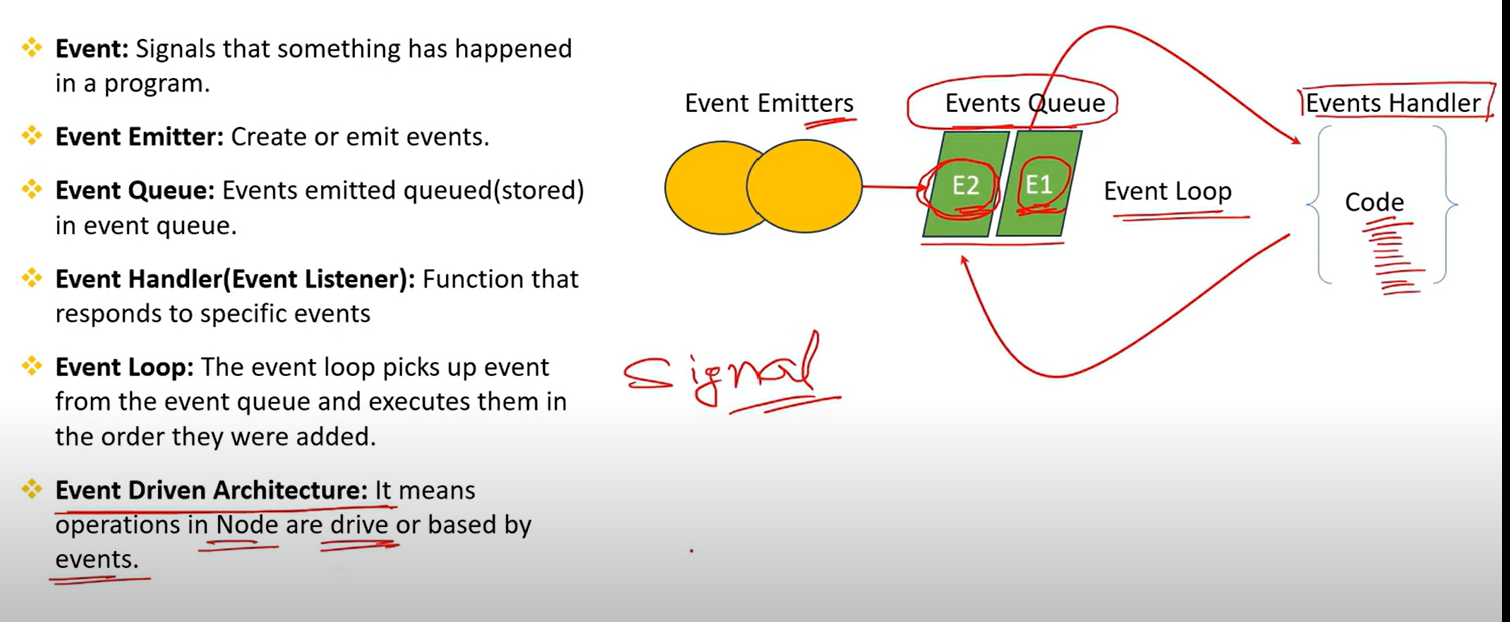 Event: Signals that something has happened
in a program.
Event Emitter: Create or emit events.
Event Queue: Events emitted queued(stored)
in event queue.
Event Handler(Event Listener): Function that
responds to specific events
Event Loop: The event loop picks up event
from the event queue and executes them in
the order they were added.
Event Driven Architecture: It means
operations in Node are drive or based by
events.
Event Emitters
Events Queue
Events Handler
E2
E1
Event Loop
Code
Signal